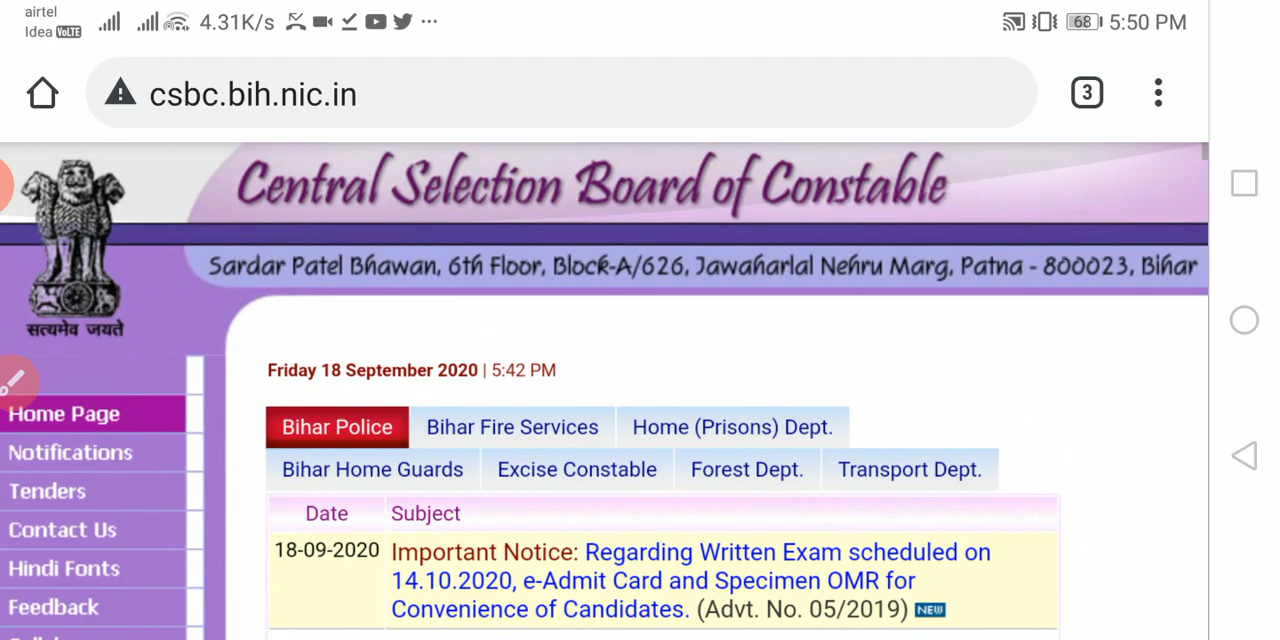 airtel
Idea VoLTE
4.31K/s
68
5:50 PM
csbc.bih.nic.in
3
Central Selection Board of Constable
Sardar Patel Bhawan, 6th Floor, Block-A/626, Jawaharlal Nehru Marg, Patna - 800023, Bihar
सत्यमेव जयते
Friday 18 September 2020 | 5:42 PM
Home Page
Notifications
Tenders
Contact Us
Hindi Fonts
Feedback
Bihar Police Bihar Fire Services Home (Prisons) Dept.
Bihar Home Guards Excise Constable Forest Dept. Transport Dept.
Date Subject
18-09-2020 Important Notice: Regarding Written Exam scheduled on
14.10.2020, e-Admit Card and Specimen OMR for
Convenience of Candidates. (Advt. No. 05/2019) NEW